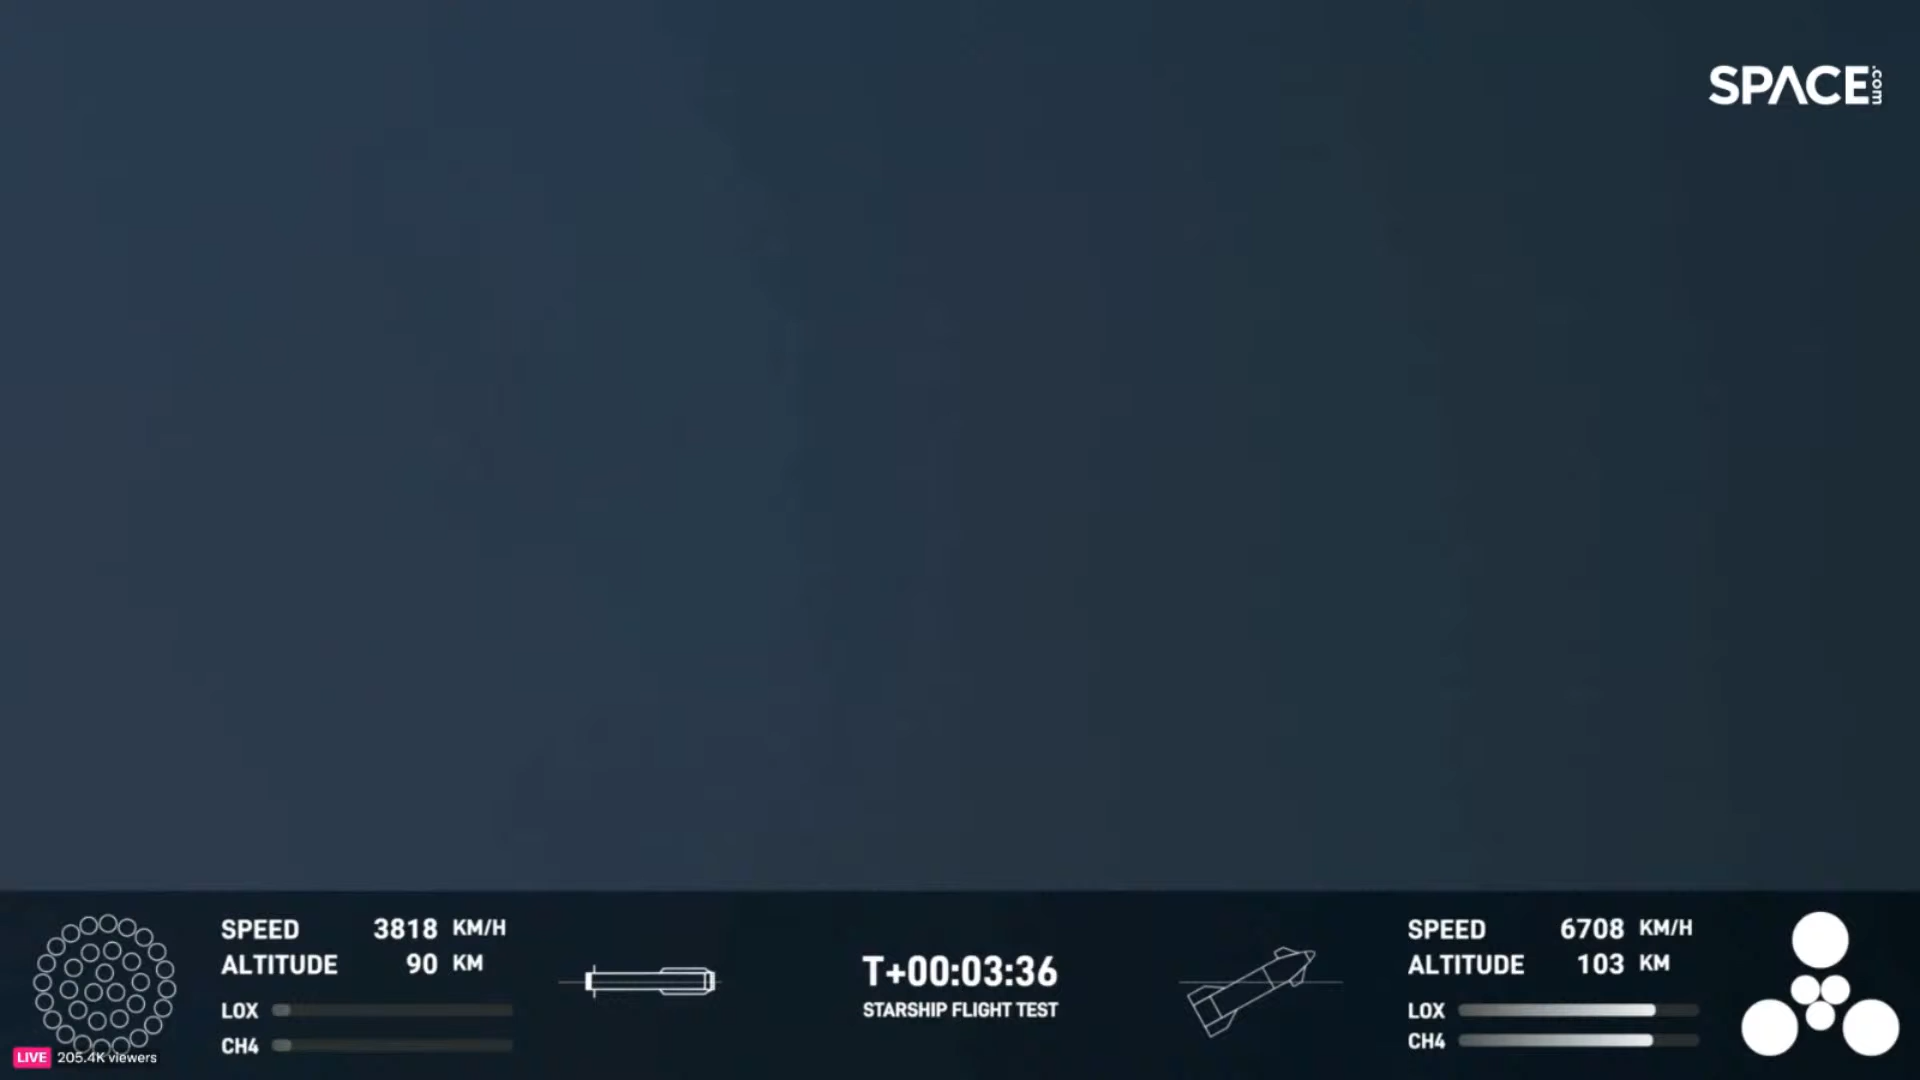 SPACE.com
SPEED 3818 KM/H
ALTITUDE 90 KM
LOX
CH4
LIVE 205.4K viewers
T+00:03:36
STARSHIP FLIGHT TEST
SPEED 6708 KM/H
ALTITUDE 103 KM
LOX
CH4